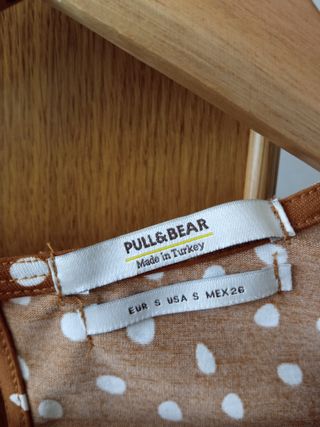 PULL&BEAR
Made in Turkey
EUR S USA S MEX 26